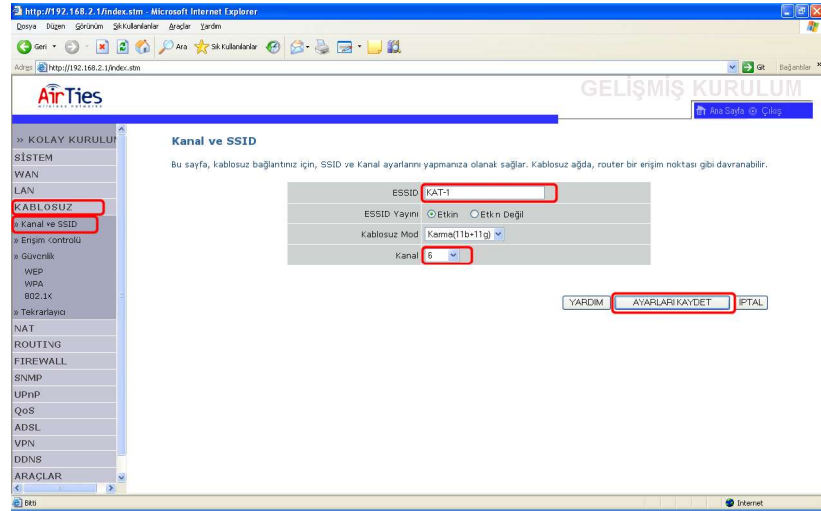 http://192.168.2.1/index.stm - Microsoft Internet Explorer
Dosya Düzen Görünüm Sık Kullanılanlar Araçlar Yardım
Geri Ara Sık Kullanılanlar
Adres http://192.168.2.1/index.stm Git Bağlantılar
AirTies
wireless networks
GELİŞMİŞ KURULUM
Ana Sayfa Çıkış
» KOLAY KURULU
SİSTEM
WAN
LAN
KABLOSUZ
» Kanal ve SSID
» Erişim Kontrolü
» Güvenlik
WEP
WPA
802.1X
» Tekrarlayıcı
NAT
ROUTING
FIREWALL
SNMP
UPnP
QoS
ADSL
VPN
DDNS
ARAÇLAR
Kanal ve SSID
Bu sayfa, kablosuz bağlantınız için, SSID ve Kanal ayarlarını yapmanıza olanak sağlar. Kablosuz ağda, router bir erişim noktası gibi davranabilir.
ESSID KAT-1
ESSID Yayını Etkin Etkin Değil
Kablosuz Mod Karma(11b+11g)
Kanal 6
YARDIM AYARLARI KAYDET İPTAL
Bitti Internet